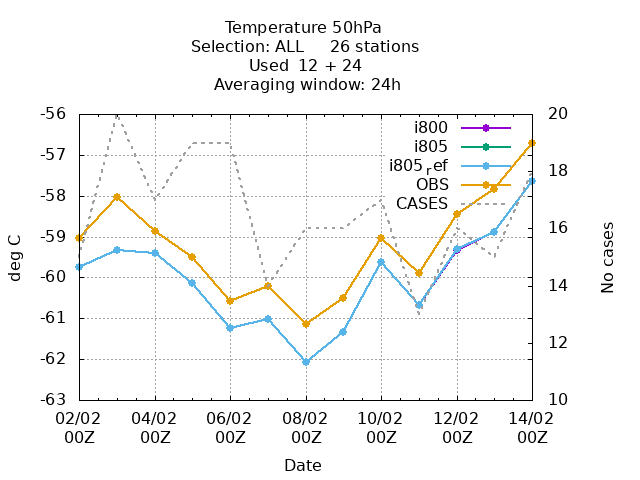 Temperature 50hPa
Selection: ALL     26 stations
Used  12 + 24
Averaging window: 24h
-56
-57
-58
-59
-60
-61
-62
-63
deg C
i800
i805
i805ref
OBS
CASES
20
18
16
14
12
10
No cases
02/02 04/02 06/02 08/02 10/02 12/02 14/02
00Z 00Z 00Z 00Z 00Z 00Z 00Z
Date